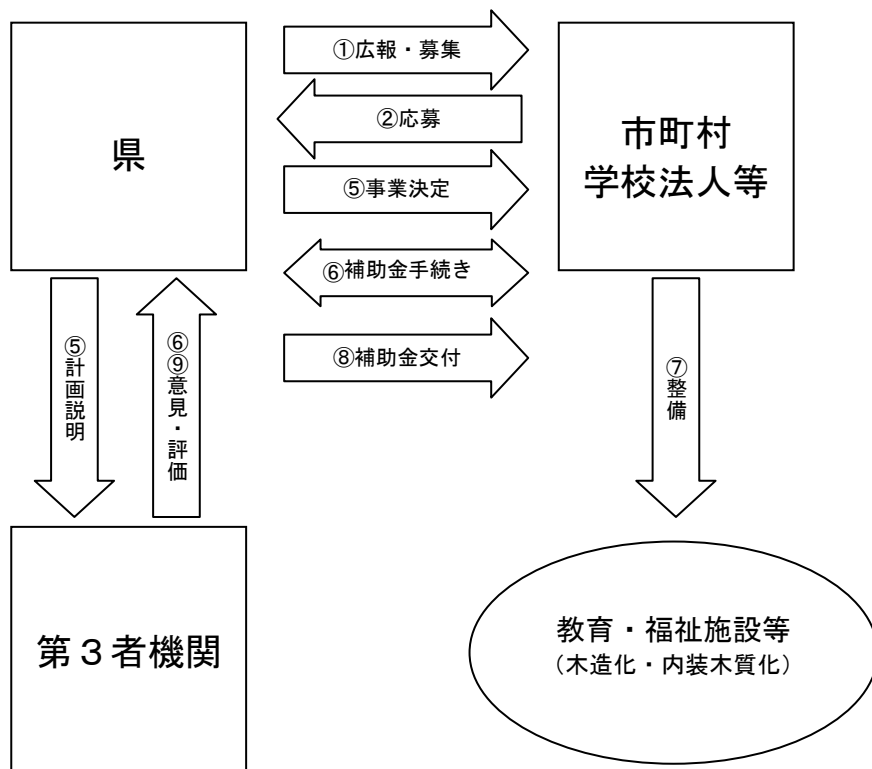 県
①広報・募集
②応募
⑤事業決定
⑥補助金手続き
⑧補助金交付
市町村
学校法人等
⑤計画説明
⑥⑨意見・評価
⑦整備
第３者機関
教育・福祉施設等
（木造化・内装木質化）